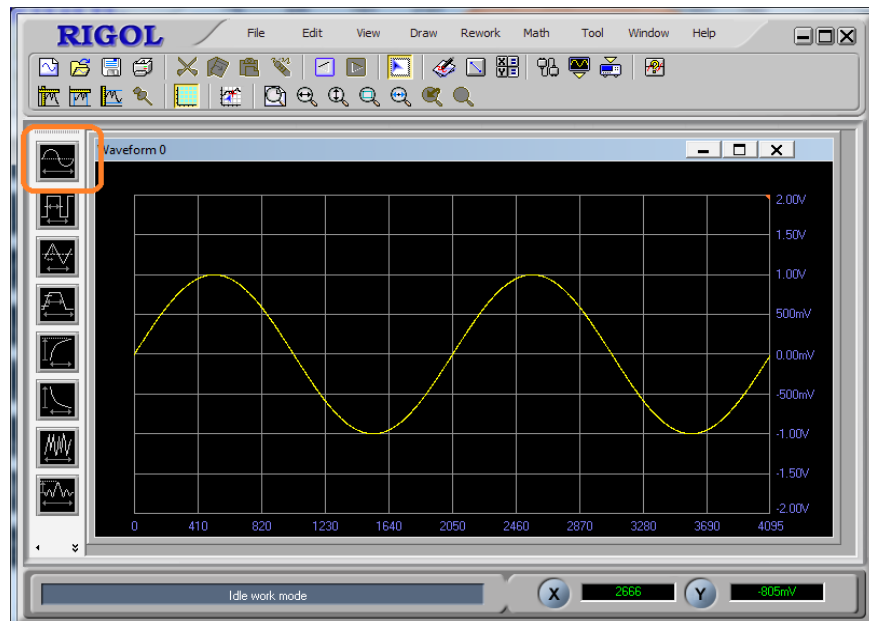 RIGOL File Edit View Draw Rework Math Tool Window Help
Waveform 0
2.00V
1.50V
1.00V
500mV
0.00mV
-500mV
-1.00V
-1.50V
-2.00V
0 410 820 1230 1640 2050 2460 2870 3280 3690 4095
Idle work mode X 2666 Y -805mV